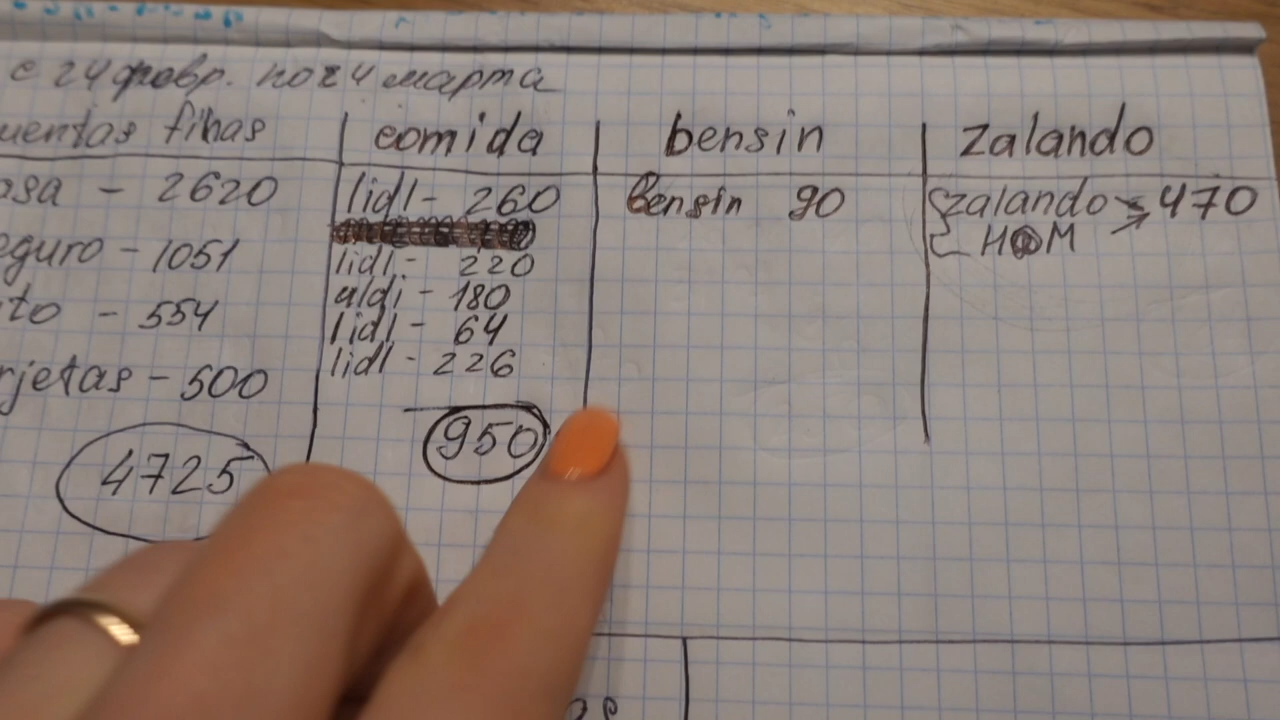 с 24 февр. по 24 марта
uentas fihas
asa - 2620
eguro - 1051
to - 554
rjetas - 500
4725
comida
lidl - 260
lidl - 220
aldi - 180
lidl - 64
lidl - 226
950
bensin
bensin 90
zalando
zalando 470
H&M